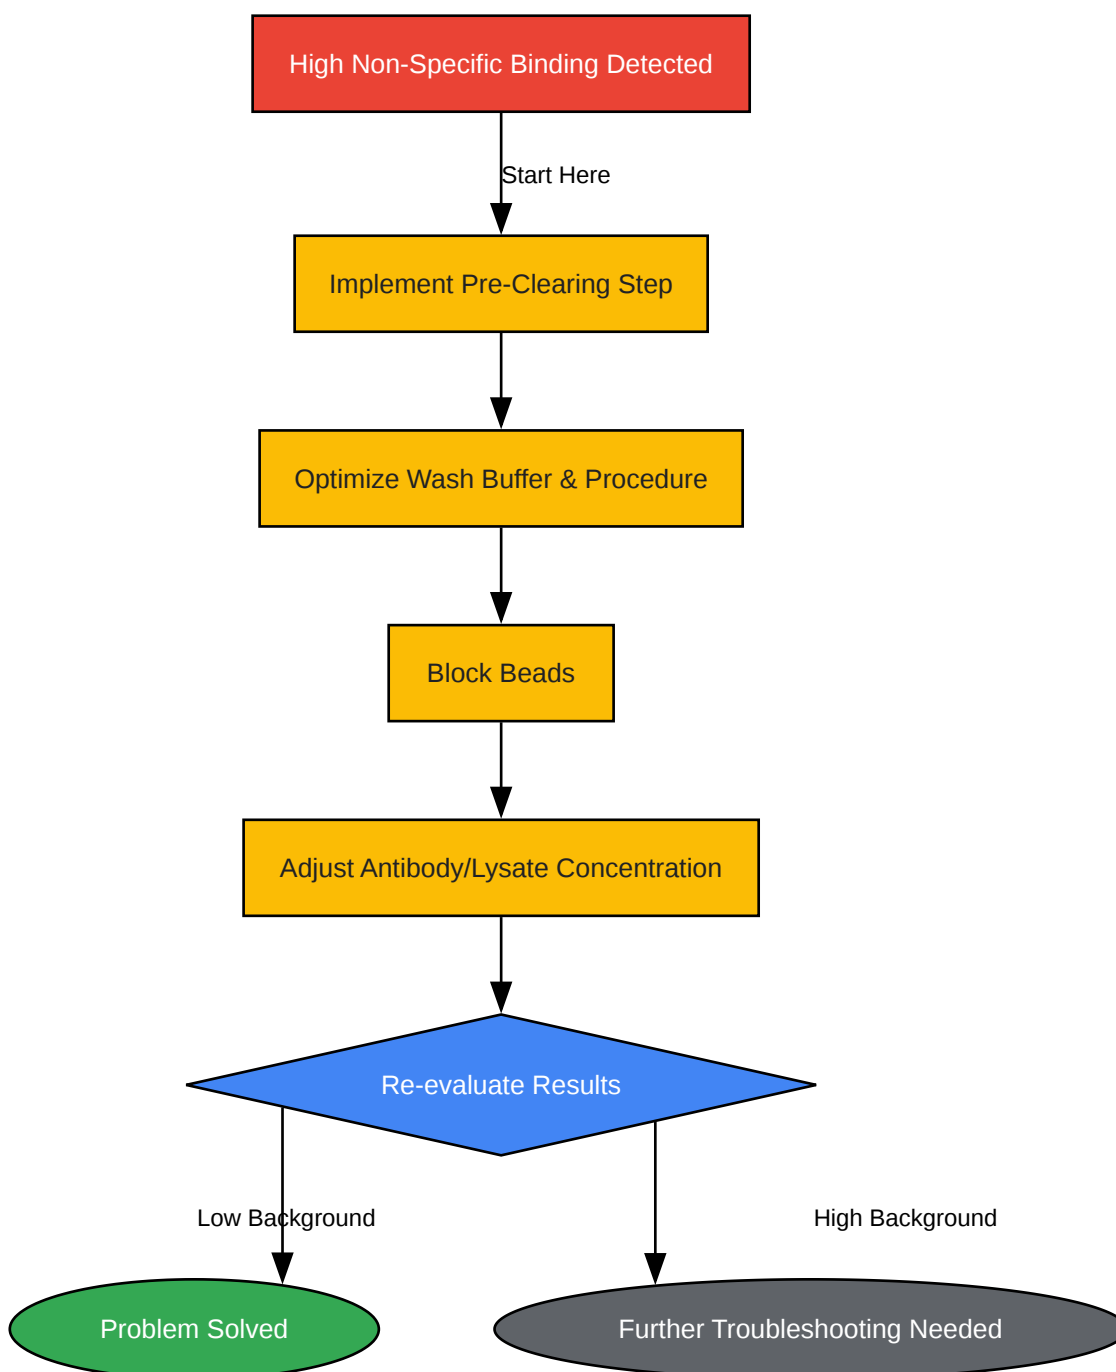 High Non-Specific Binding Detected
Start Here
Implement Pre-Clearing Step
Optimize Wash Buffer & Procedure
Block Beads
Adjust Antibody/Lysate Concentration
Re-evaluate Results
Low Background
High Background
Problem Solved
Further Troubleshooting Needed